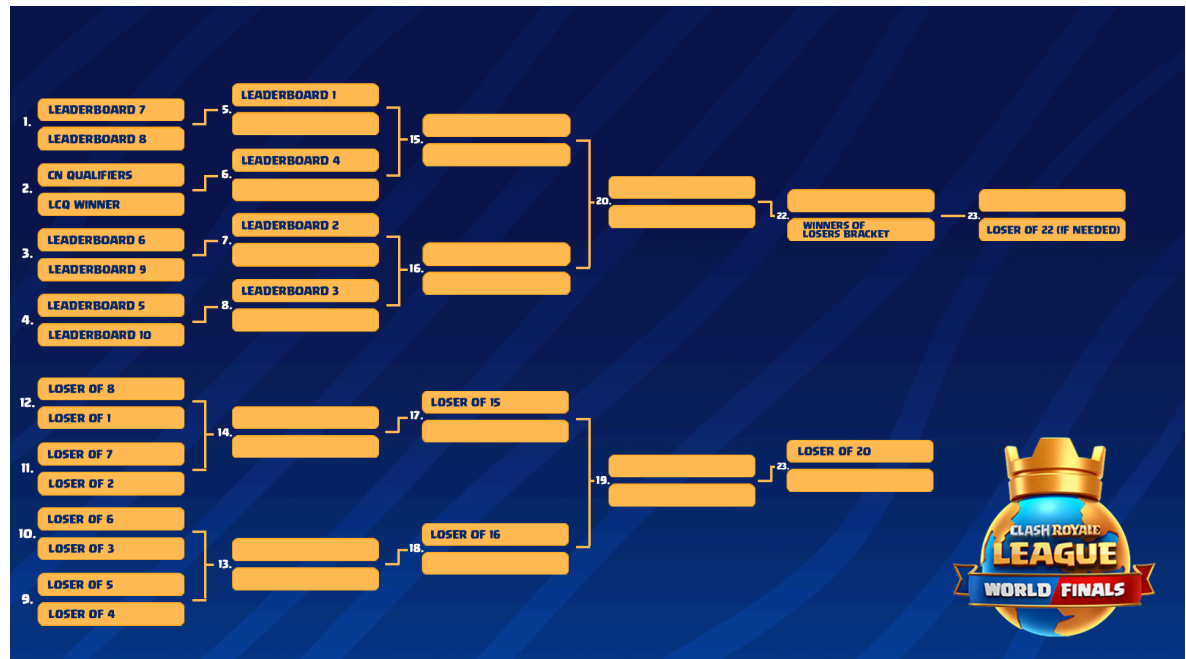 1.
LEADERBOARD 7
LEADERBOARD 8
2.
CN QUALIFIERS
LCQ WINNER
3.
LEADERBOARD 6
LEADERBOARD 9
4.
LEADERBOARD 5
LEADERBOARD 10
5.
LEADERBOARD 1
6.
LEADERBOARD 4
7.
LEADERBOARD 2
8.
LEADERBOARD 3
15.
16.
20.
22.
WINNERS OF
LOSERS BRACKET
23.
LOSER OF 22 (IF NEEDED)
12.
LOSER OF 8
LOSER OF 1
11.
LOSER OF 7
LOSER OF 2
10.
LOSER OF 6
LOSER OF 3
9.
LOSER OF 5
LOSER OF 4
14.
13.
17.
LOSER OF 15
18.
LOSER OF 16
19.
23.
LOSER OF 20
CLASH ROYALE
LEAGUE
WORLD FINALS